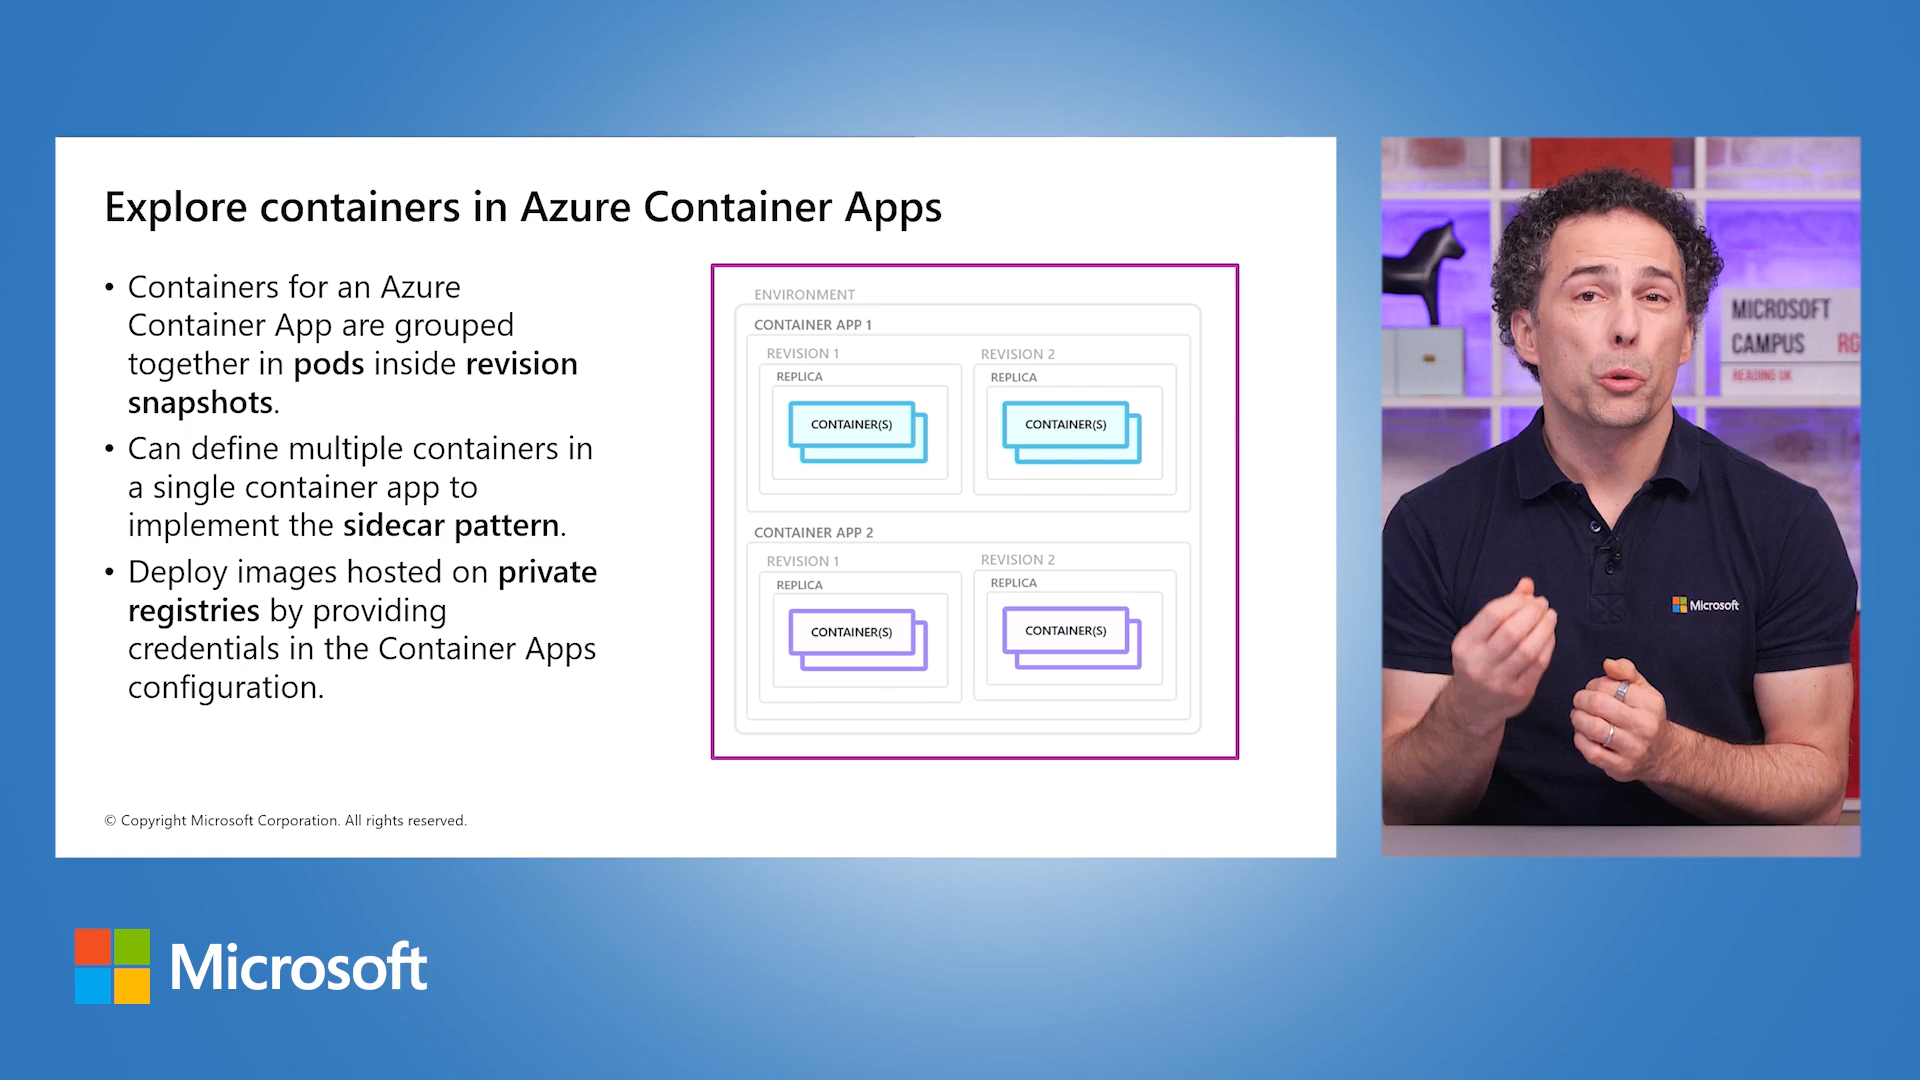 Explore containers in Azure Container Apps
• Containers for an Azure
Container App are grouped
together in pods inside revision
snapshots.
• Can define multiple containers in
a single container app to
implement the sidecar pattern.
• Deploy images hosted on private
registries by providing
credentials in the Container Apps
configuration.
ENVIRONMENT
CONTAINER APP 1
REVISION 1
REPLICA
CONTAINER(S)
REVISION 2
REPLICA
CONTAINER(S)
CONTAINER APP 2
REVISION 1
REPLICA
CONTAINER(S)
REVISION 2
REPLICA
CONTAINER(S)
© Copyright Microsoft Corporation. All rights reserved.
MICROSOFT
CAMPUS RG
READING UK
Microsoft
Microsoft